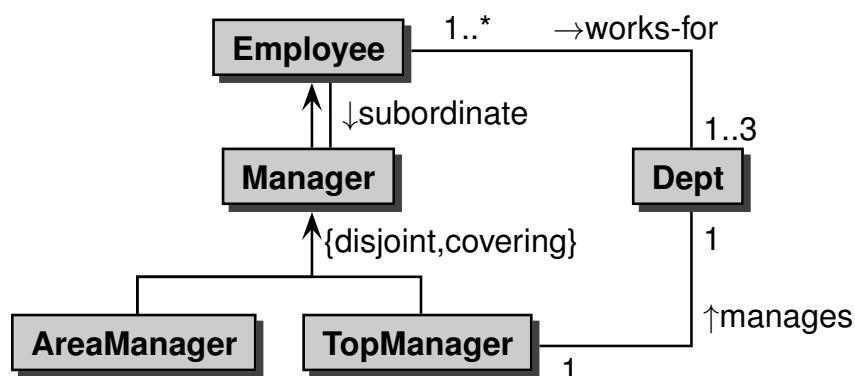 Employee
1..*
→works-for
↓subordinate
1..3
Manager
Dept
{disjoint,covering}
1
↑manages
AreaManager
TopManager
1